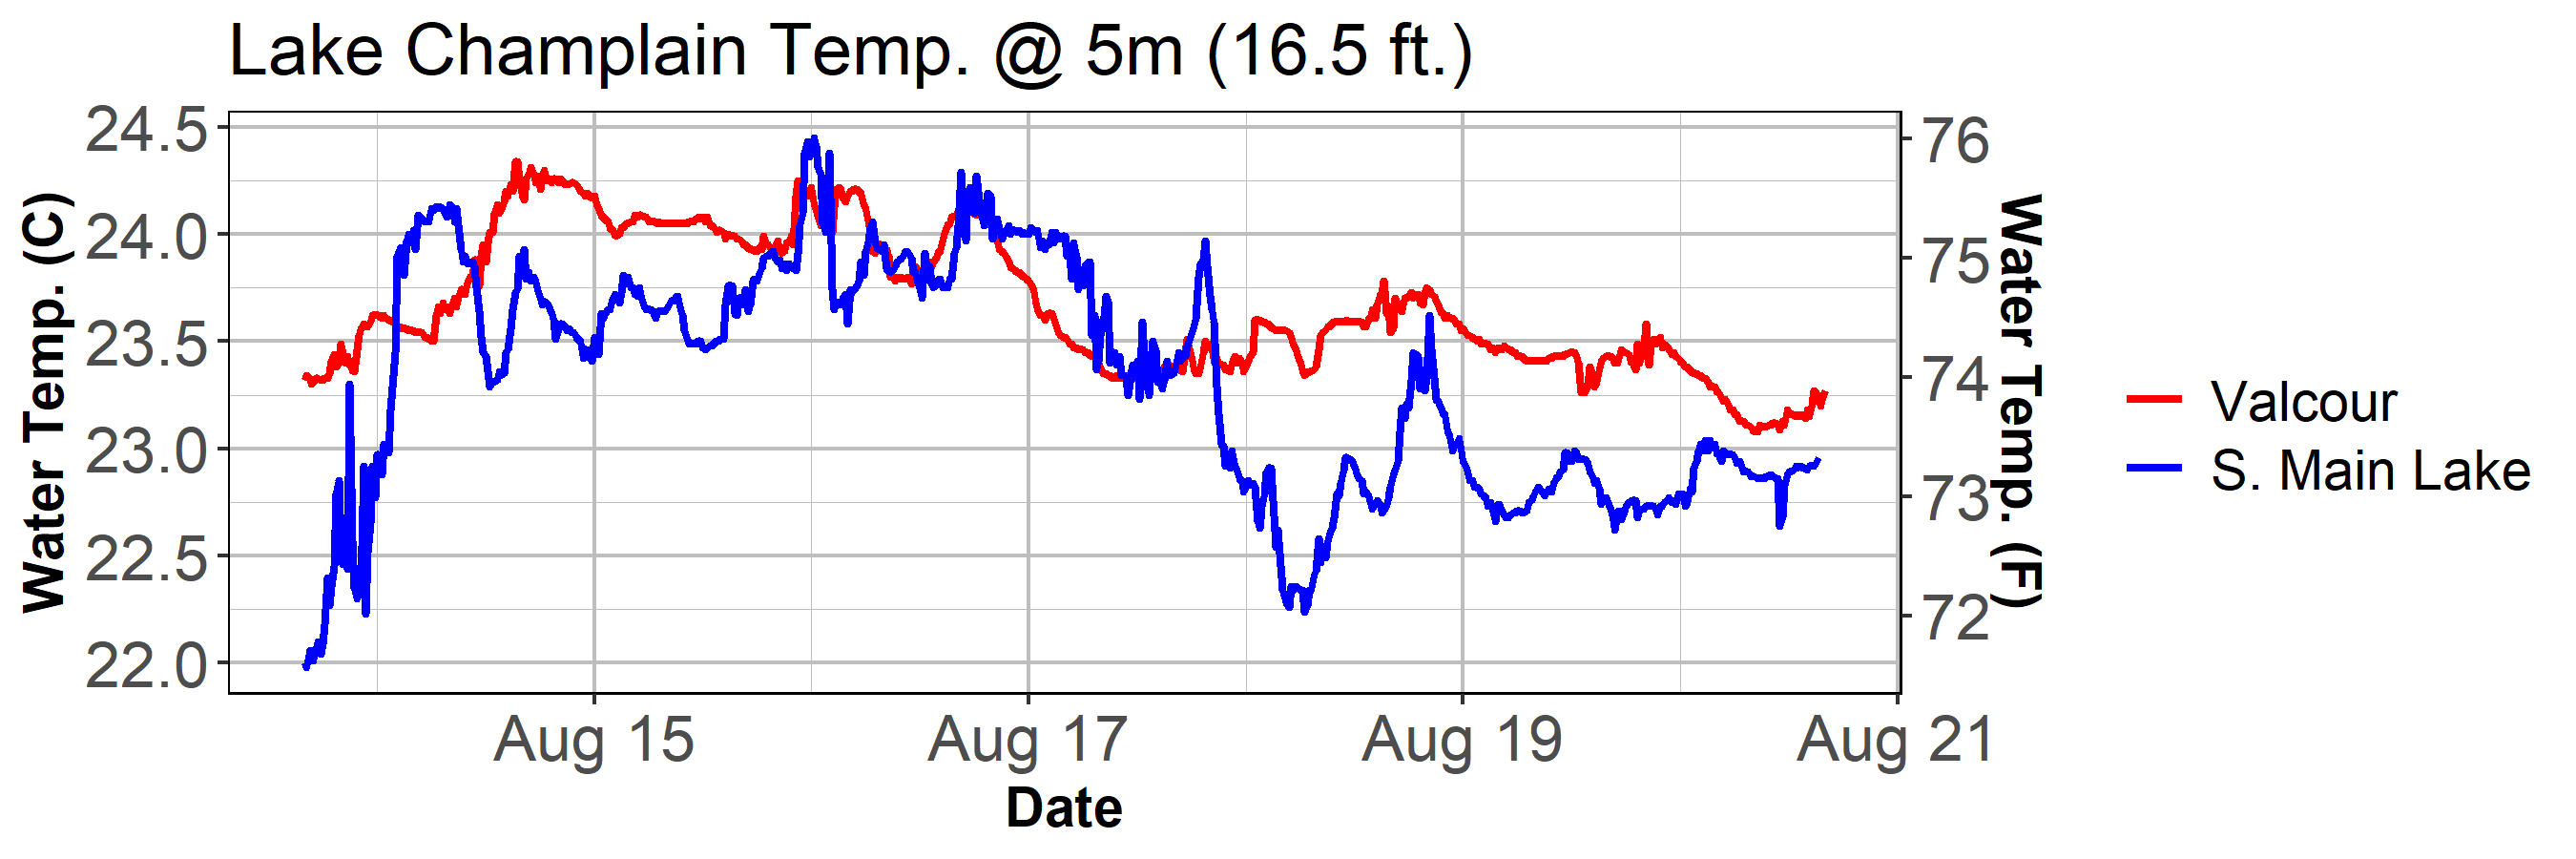 Lake Champlain Temp. @ 5m (16.5 ft.)
Water Temp. (C)
24.5
24.0
23.5
23.0
22.5
22.0
76
75
74
73
72
Water Temp. (F)
Aug 15
Aug 17
Aug 19
Aug 21
Date
Valcour
S. Main Lake